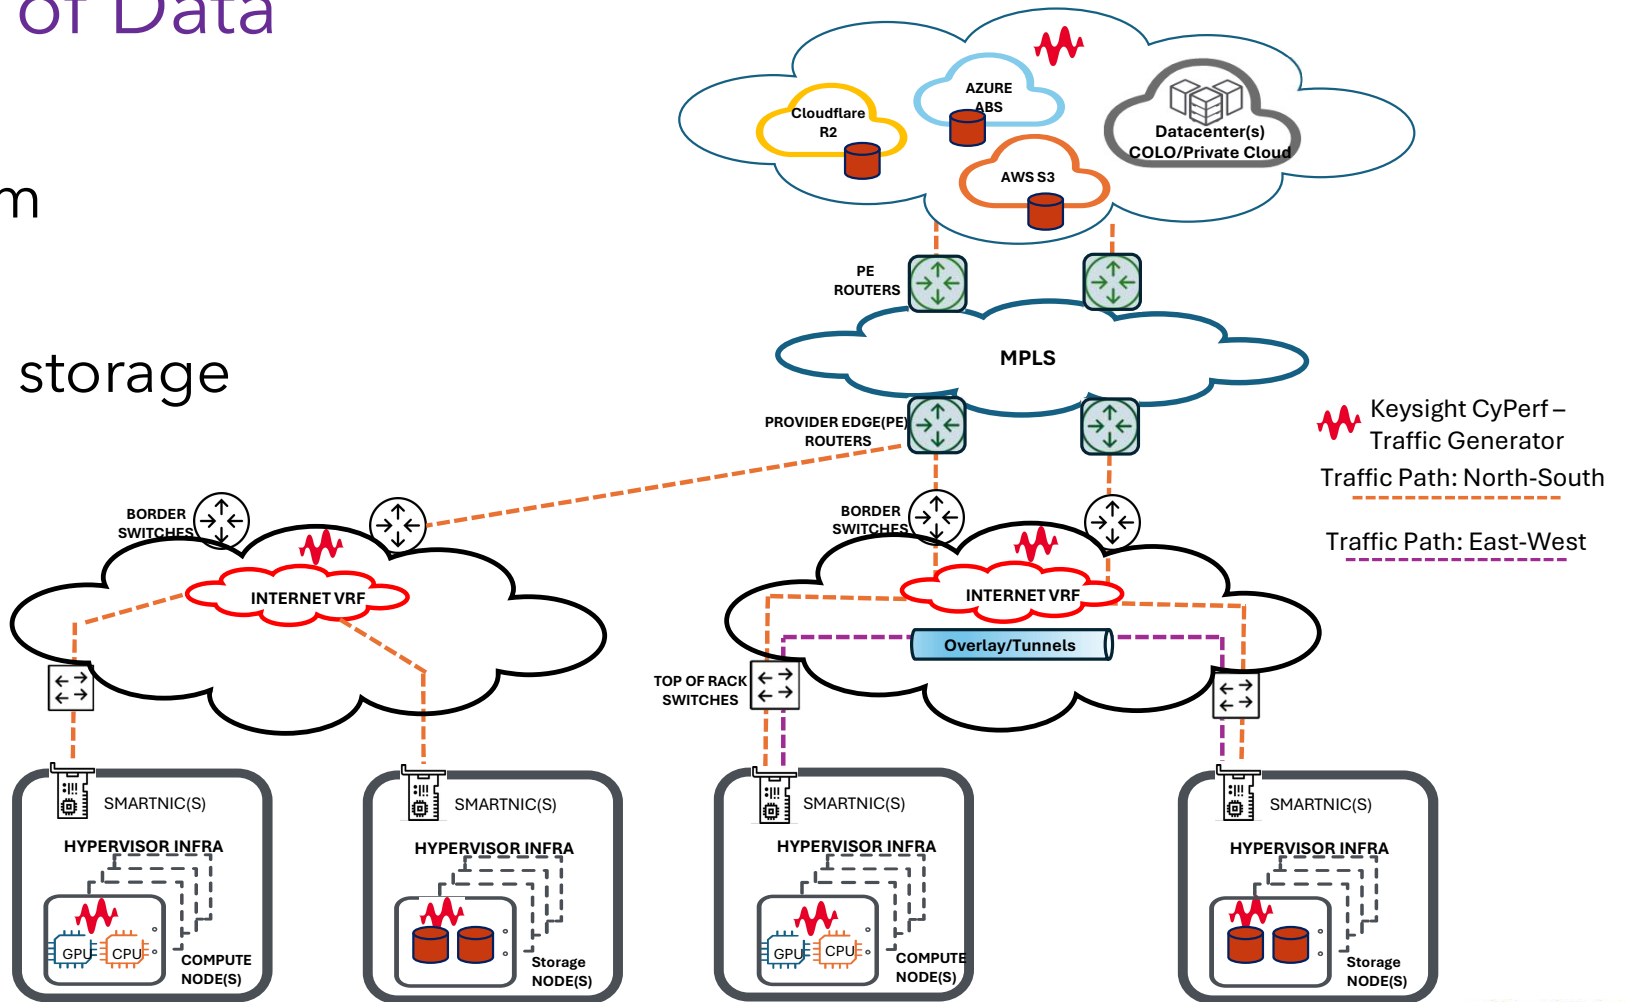 of Data
m
storage
Cloudflare
R2
AZURE
ABS
AWS S3
Datacenter(s)
COLO/Private Cloud
PE
ROUTERS
MPLS
PROVIDER EDGE(PE)
ROUTERS
Keysight CyPerf –
Traffic Generator
Traffic Path: North-South
Traffic Path: East-West
BORDER
SWITCHES
BORDER
SWITCHES
INTERNET VRF
INTERNET VRF
Overlay/Tunnels
TOP OF RACK
SWITCHES
SMARTNIC(S)
HYPERVISOR INFRA
GPU
CPU
COMPUTE
NODE(S)
SMARTNIC(S)
HYPERVISOR INFRA
Storage
NODE(S)
SMARTNIC(S)
HYPERVISOR INFRA
GPU
CPU
COMPUTE
NODE(S)
SMARTNIC(S)
HYPERVISOR INFRA
Storage
NODE(S)